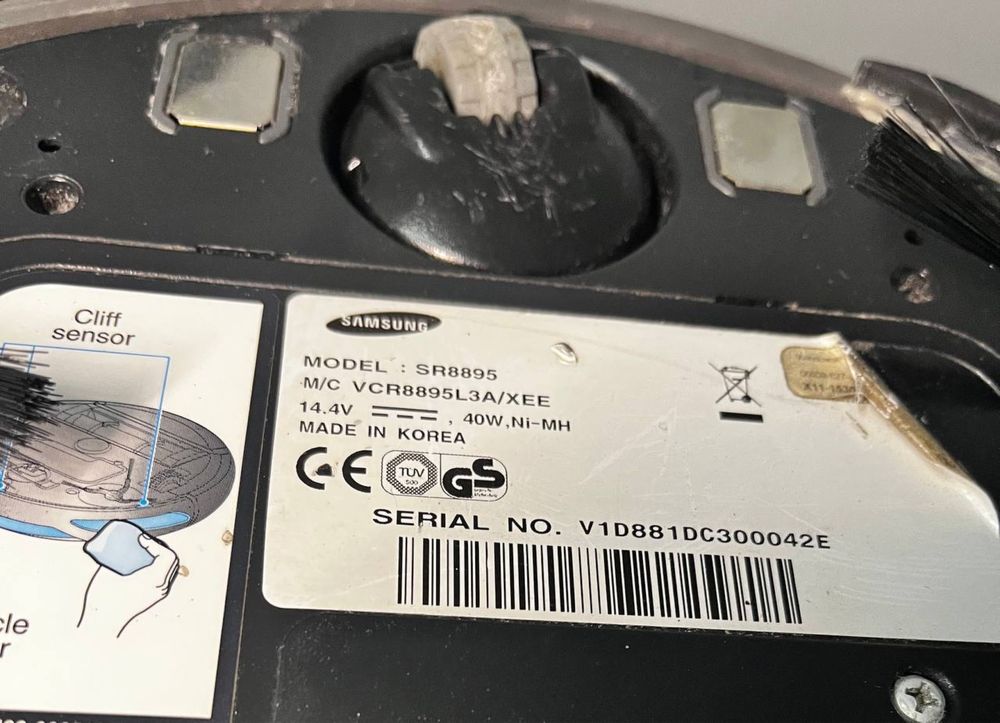 Cliff
sensor
SAMSUNG
MODEL : SR8895
M/C VCR8895L3A/XEE
14.4V , 40W,Ni-MH
MADE IN KOREA
CE
TUV
GS
SERIAL NO. V1D881DC300042E
cle
r